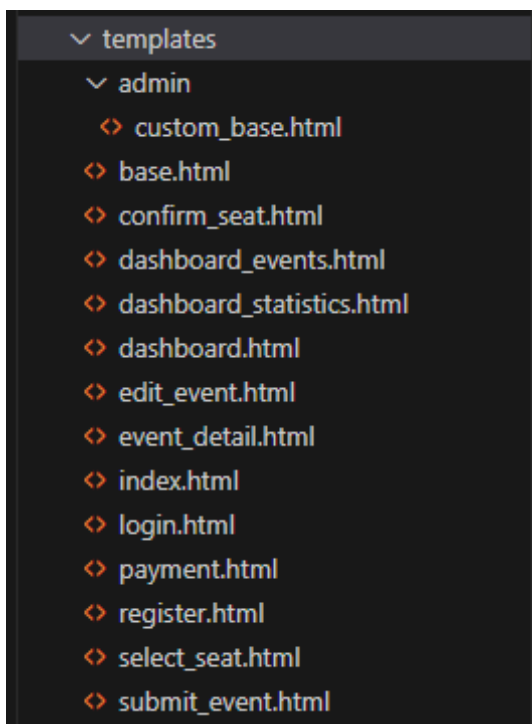 templates
admin
custom_base.html
base.html
confirm_seat.html
dashboard_events.html
dashboard_statistics.html
dashboard.html
edit_event.html
event_detail.html
index.html
login.html
payment.html
register.html
select_seat.html
submit_event.html